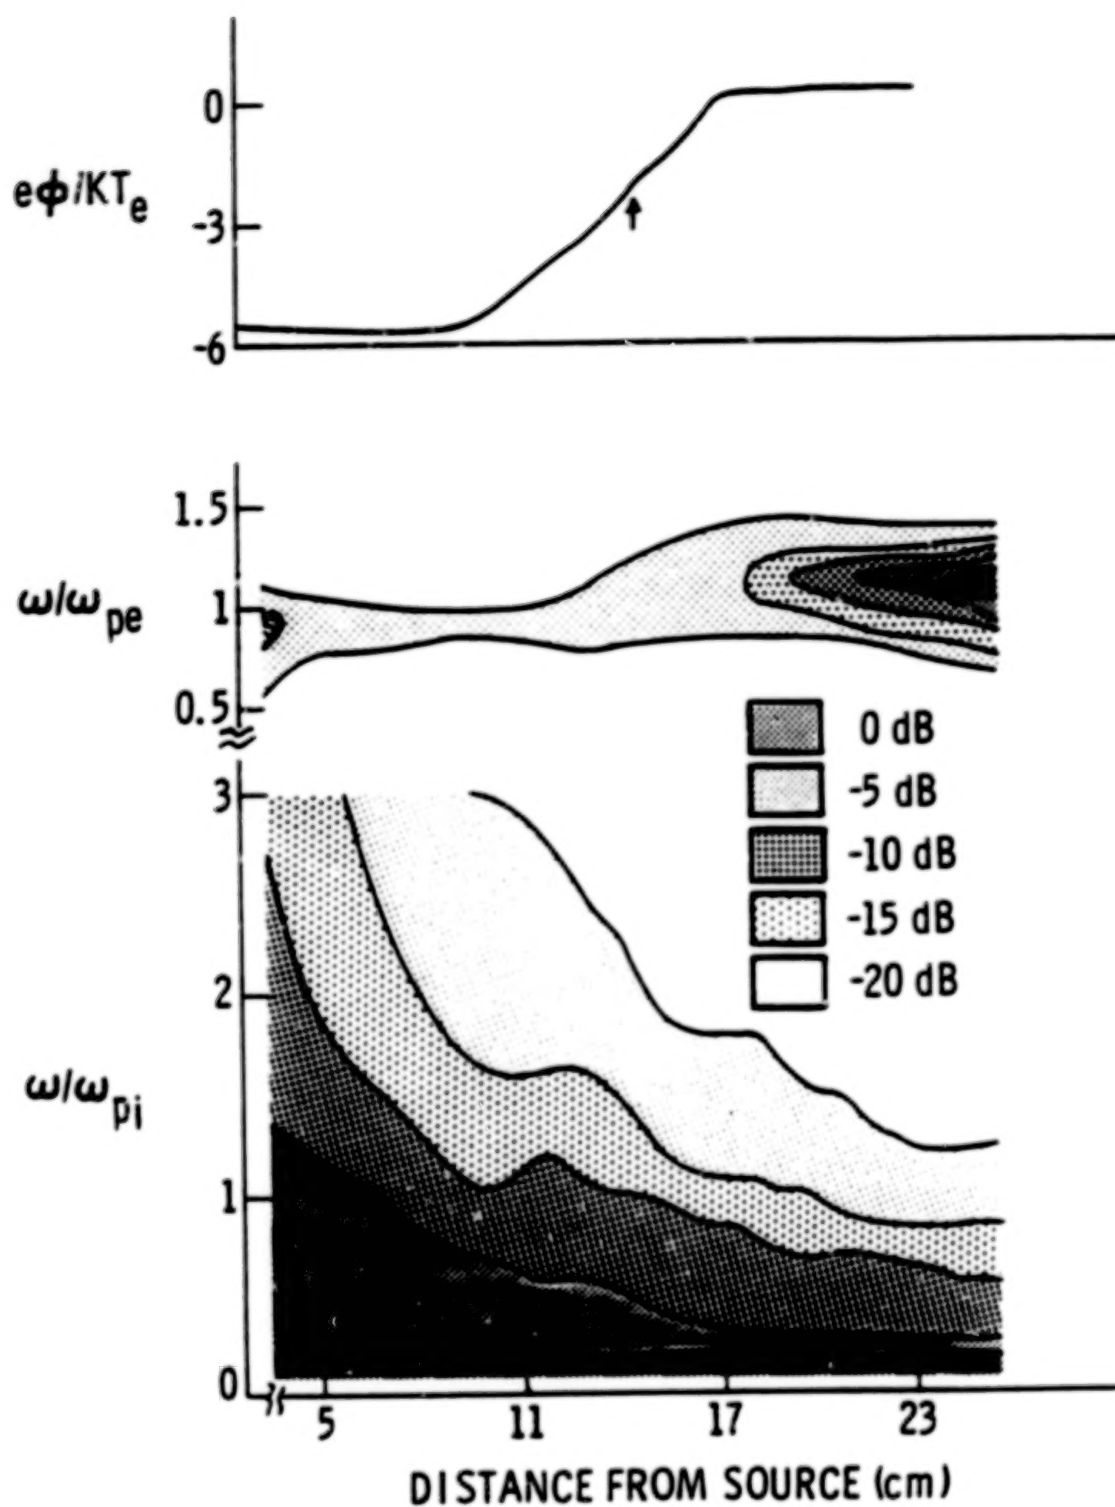 0
eϕ/KTe
-3
-6
1.5
ω/ωpe
1
0.5
0 dB
-5 dB
-10 dB
-15 dB
-20 dB
3
2
ω/ωpi
1
0
5 11 17 23
DISTANCE FROM SOURCE (cm)